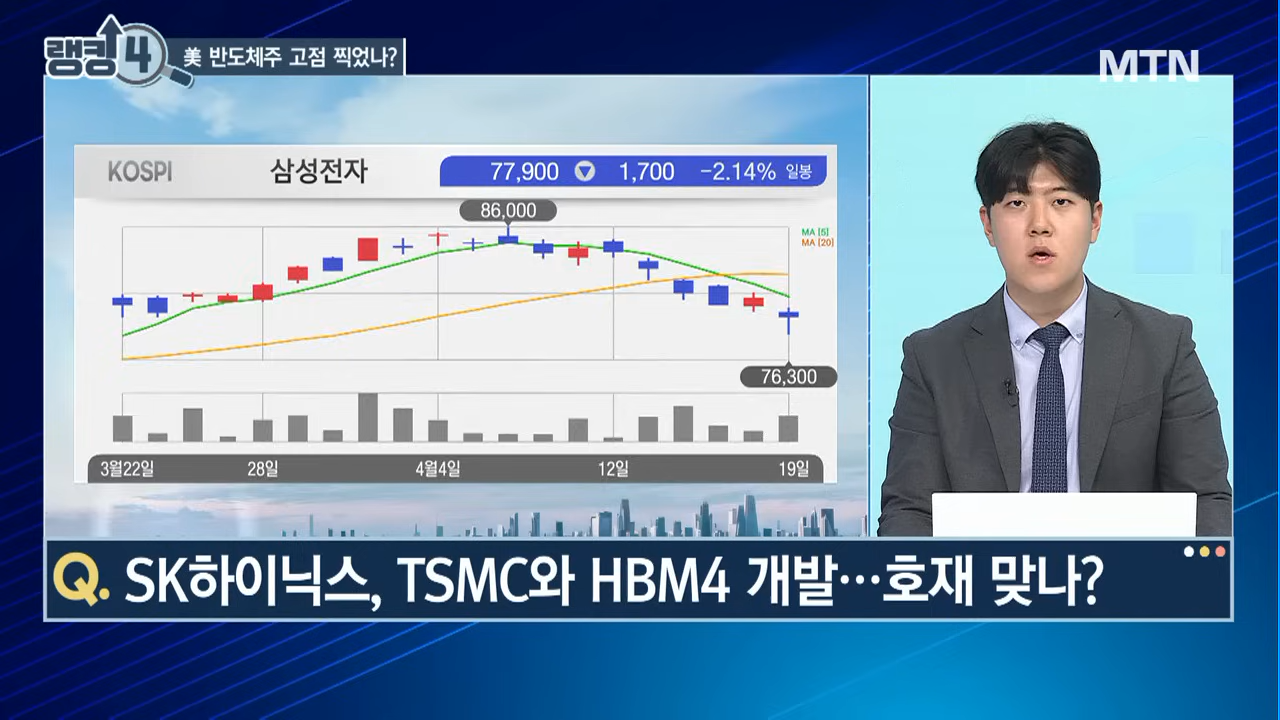 랭킹4
美 반도체주 고점 찍었나?
MTN
KOSPI 삼성전자 77,900 ▼ 1,700 -2.14% 일봉
86,000
MA [5]
MA [20]
76,300
3월22일 28일 4월4일 12일 19일
Q. SK하이닉스, TSMC와 HBM4 개발…호재 맞나?